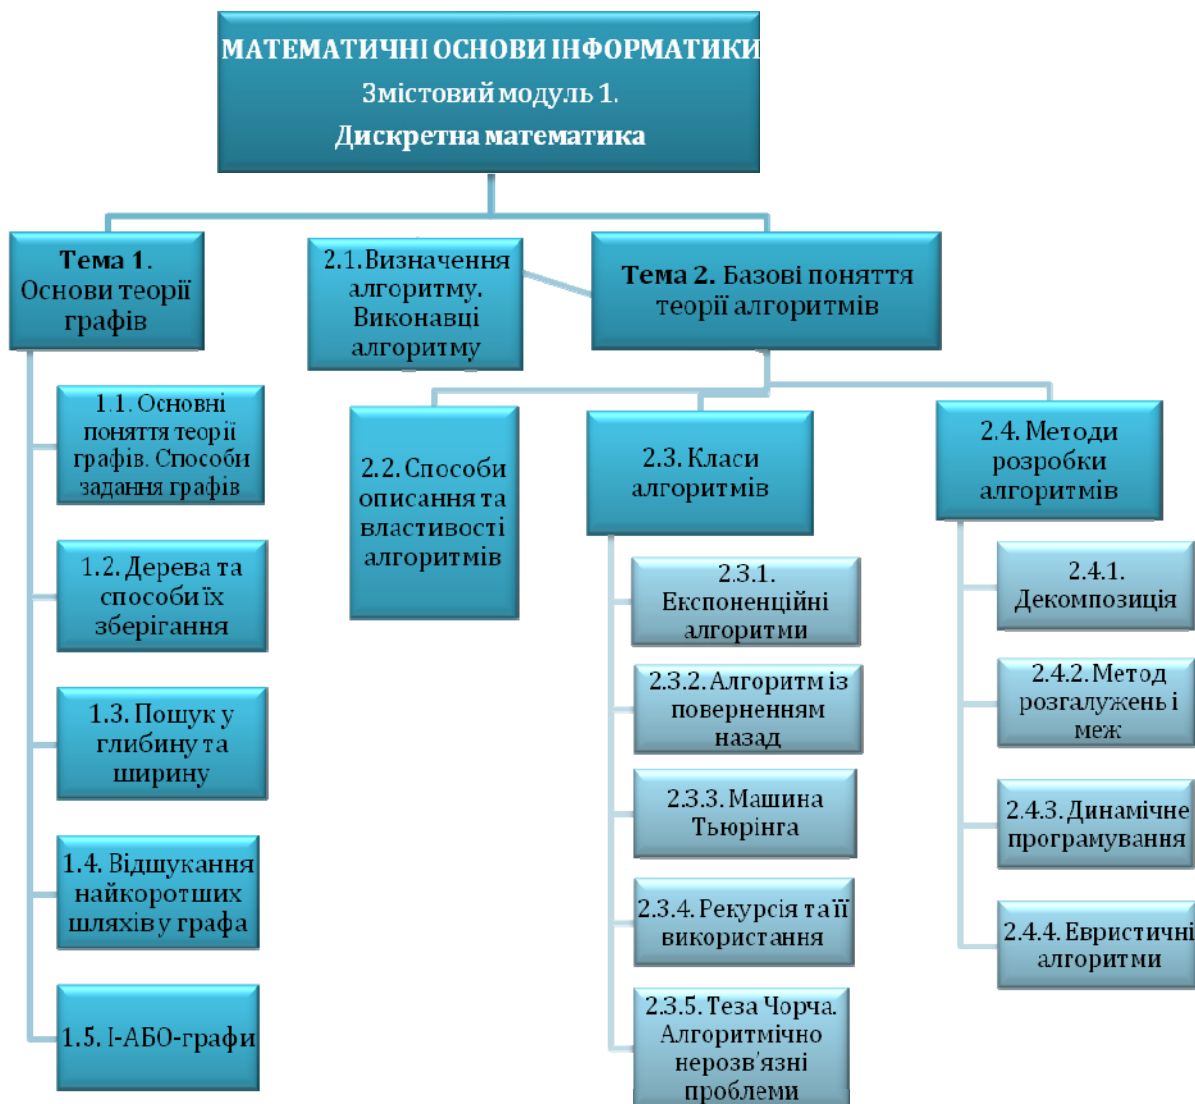 МАТЕМАТИЧНІ ОСНОВИ ІНФОРМАТИКИ
Змістовий модуль 1.
Дискретна математика
Тема 1.
Основи теорії
графів
1.1. Основні
поняття теорії
графів. Способи
задання графів
1.2. Дерева та
способи їх
зберігання
1.3. Пошук у
глибину та
ширину
1.4. Відшукання
найкоротших
шляхів у графа
1.5. І-АБО-графи
2.1. Визначення
алгоритму.
Виконавці
алгоритму
Тема 2. Базові поняття
теорії алгоритмів
2.2. Способи
описання та
властивості
алгоритмів
2.3. Класи
алгоритмів
2.3.1.
Експоненційні
алгоритми
2.3.2. Алгоритм із
поверненням
назад
2.3.3. Машина
Тьюрінга
2.3.4. Рекурсія та її
використання
2.3.5. Теза Чорча.
Алгоритмічно
нерозв’язні
проблеми
2.4. Методи
розробки
алгоритмів
2.4.1.
Декомпозиція
2.4.2. Метод
розгалужень і
меж
2.4.3. Динамічне
програмування
2.4.4. Евристичні
алгоритми